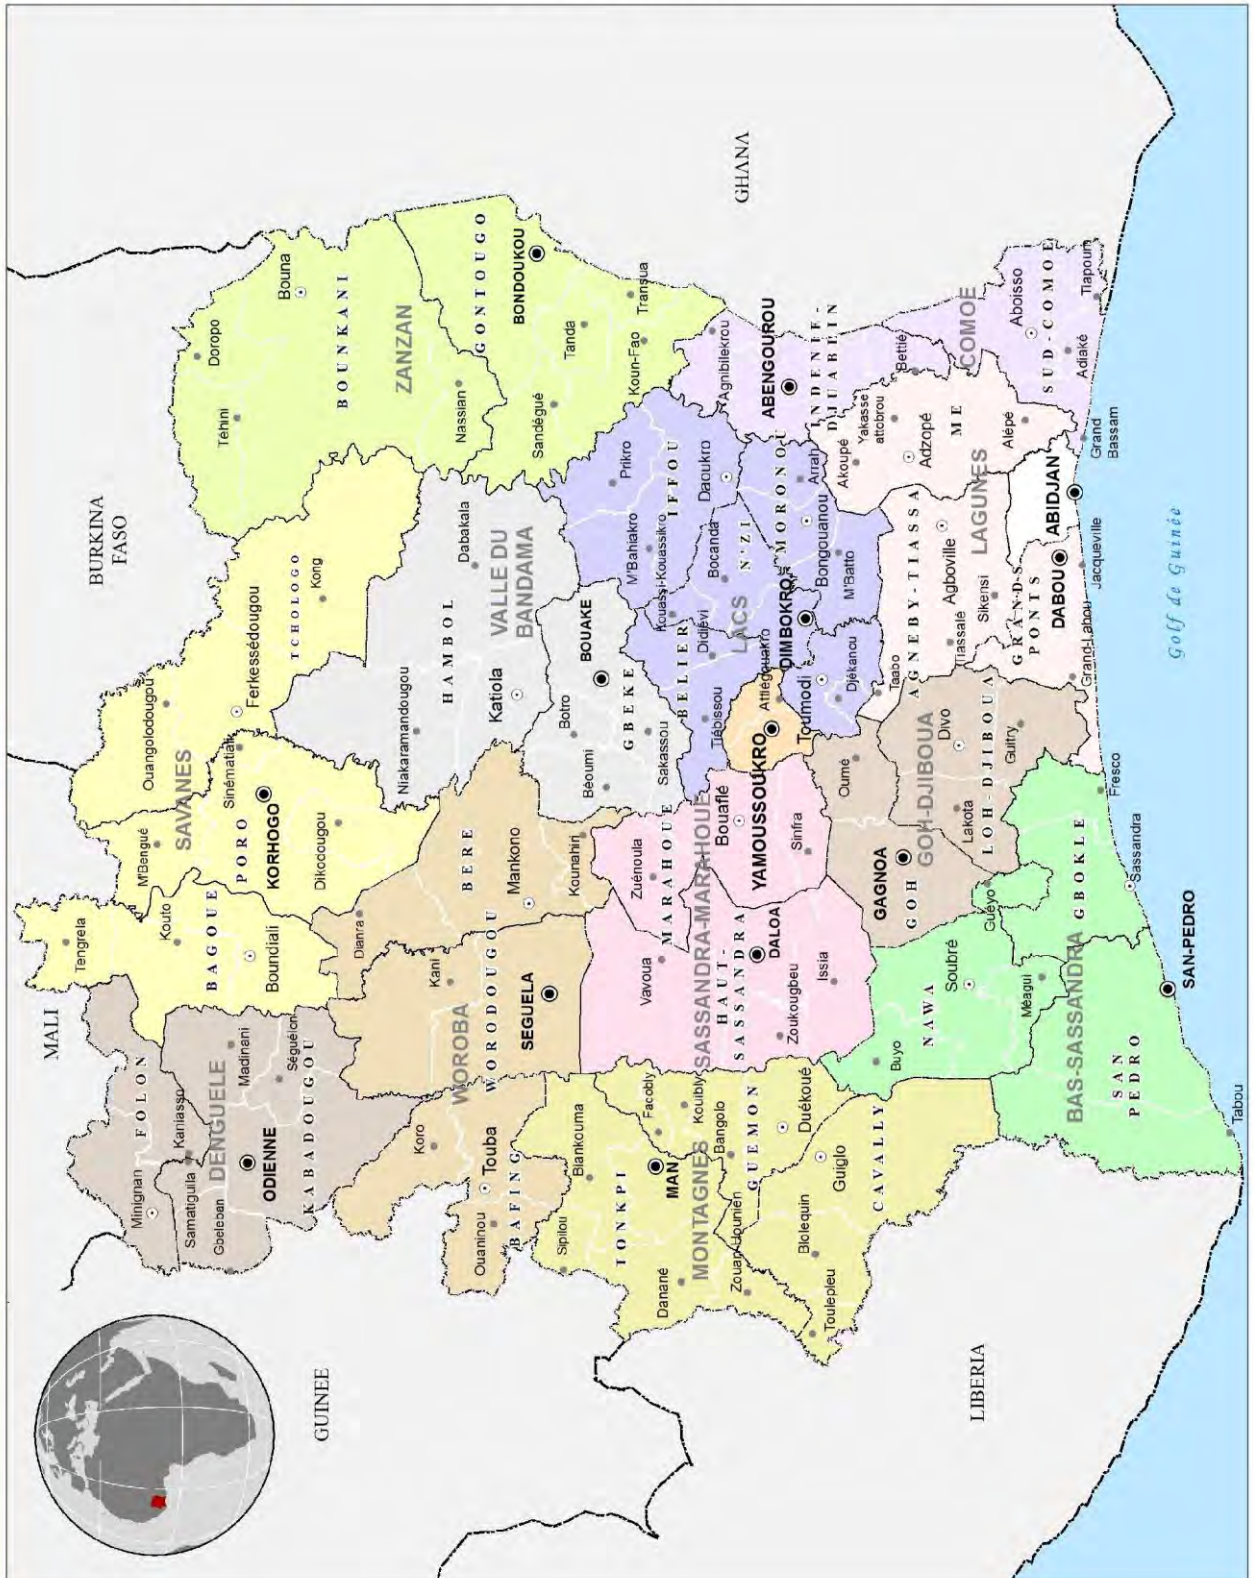 MALI
BURKINA
FASO
GUINEE
LIBERIA
GHANA
Golf de Guinée
Tengrela
Minignan
FOLON
Kaniasso
Samatiguila
Gbeleban
DENGUELE
ODIENNE
Madinani
Séguélon
KABADOUGOU
Kouto
BAGOUE
Boundiali
M'Bengué
SAVANES
PORO
Sinématiali
KORHOGO
Dikodougou
Ouangolodougou
Ferkessédougou
TCHOLOGO
Kong
Doropo
Téhini
Bouna
BOUNKANI
ZANZAN
Nassian
GONTOUGO
BONDOUKOU
Sandégué
Tanda
Koun-Fao
Transua
Niakaramandougou
HAMBOL
Dabakala
Katiola
VALLE DU
BANDAMA
Botro
BOUAKE
Béoumi
GBEKE
Sakassou
Dianra
BERE
Mankono
Kounahiri
Kani
WOROBA
WORODOUGOU
SEGUELA
Koro
Touba
Ouaninou
BAFING
Sipilou
Biankouma
TONKPI
MAN
Facobly
Kouibly
Danané
MONTAGNES
Bangolo
Zouan-Hounien
GUEMON
Duékoué
Guiglo
Bloléquin
Toulepleu
CAVALLY
Vavoua
Zuénoula
MARAHOUE
HAUT-
SASSANDRA
SASSANDRA-MARAHOUE
Bouaflé
DALOA
Zoukougbeu
Issia
Sinfra
YAMOUSSOUKRO
Attiégouakro
Prikro
M'Bahiakro
IFFOU
Kouassi-Kouassikro
Daoukro
Bocanda
N'ZI
Didiévi
BELIER
Tiébissou
LACS
DIMBOKRO
MORONOU
Arrah
Bongouanou
M'Batto
Toumodi
Djékanou
Agnibilekrou
ABENGOUROU
INDENIE-
DJUABEIN
Bettié
COMOE
Aboisso
SUD-COMOE
Adiaké
Tiapoum
Grand
Bassam
Akoupé
Yakasse
attobrou
Adzopé
ME
Alépé
LAGUNES
Taabo
AGNEBY-TIASSA
Agboville
Tiassalé
Sikensi
GRANDS
PONTS
DABOU
ABIDJAN
Jacqueville
Grand-Labou
Oumé
GAGNOA
GOH
GOH-DJIBOUA
Divo
LOH-DJIBOUA
Lakota
Guitry
Fresco
Buyo
NAWA
Soubré
Guéyo
Méagui
BAS-SASSANDRA
GBOKLE
Sassandra
SAN
PEDRO
SAN-PEDRO
Tabou